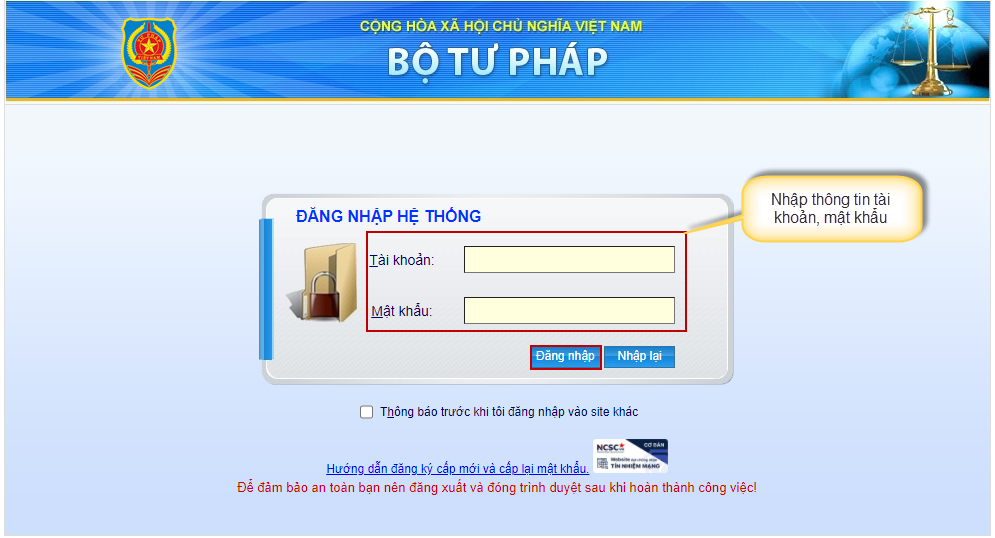 CỘNG HÒA XÃ HỘI CHỦ NGHĨA VIỆT NAM
BỘ TƯ PHÁP
Nhập thông tin tài
khoản, mật khẩu
ĐĂNG NHẬP HỆ THỐNG
Tài khoản:
Mật khẩu:
Đăng nhập Nhập lại
Thông báo trước khi tôi đăng nhập vào site khác
NCSC CƠ BẢN
Website
TÍN NHIỆM MẠNG
Hướng dẫn đăng ký cấp mới và cấp lại mật khẩu.
Để đảm bảo an toàn bạn nên đăng xuất và đóng trình duyệt sau khi hoàn thành công việc!